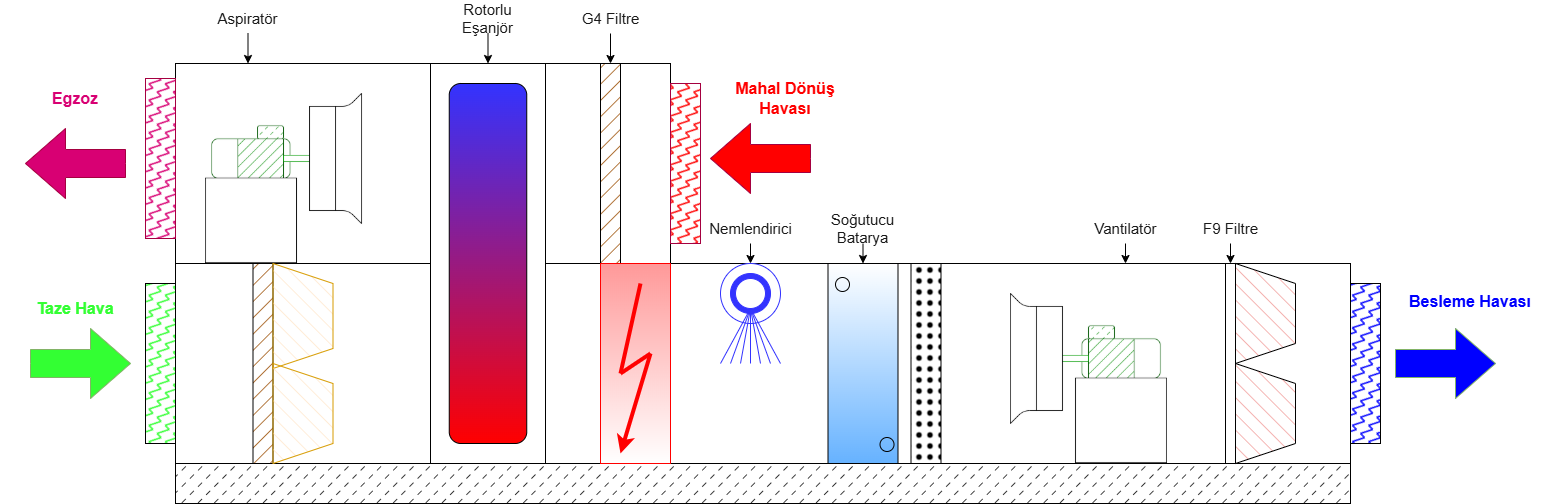 Aspiratör
Rotorlu
Eşanjör
G4 Filtre
Egzoz
Mahal Dönüş
Havası
Nemlendirici
Soğutucu
Batarya
Vantilatör
F9 Filtre
Taze Hava
Besleme Havası